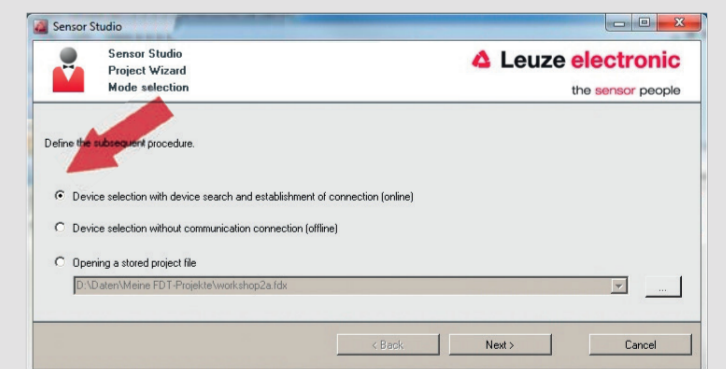 Sensor Studio
Sensor Studio
Project Wizard
Mode selection
Leuze electronic
the sensor people
Define the subsequent procedure.
Device selection with device search and establishment of connection (online)
Device selection without communication connection (offline)
Opening a stored project file
D:\Daten\Meine FDT-Projekte\workshop2a.fdx
...
< Back
Next >
Cancel